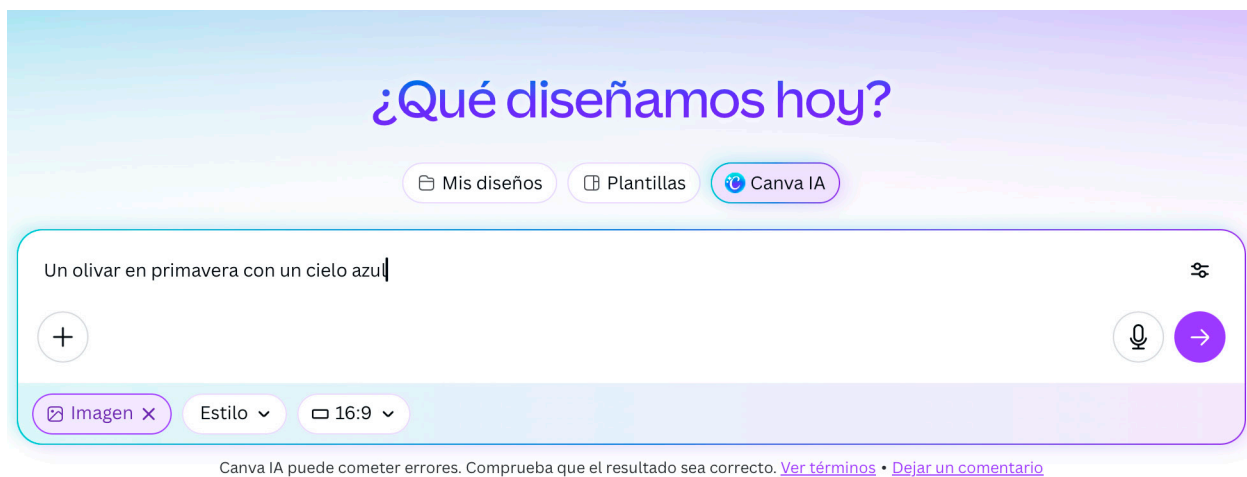 ¿Qué diseñamos hoy?
Mis diseños Plantillas Canva IA
Un olivar en primavera con un cielo azul
Imagen Estilo 16:9
Canva IA puede cometer errores. Comprueba que el resultado sea correcto. Ver términos • Dejar un comentario